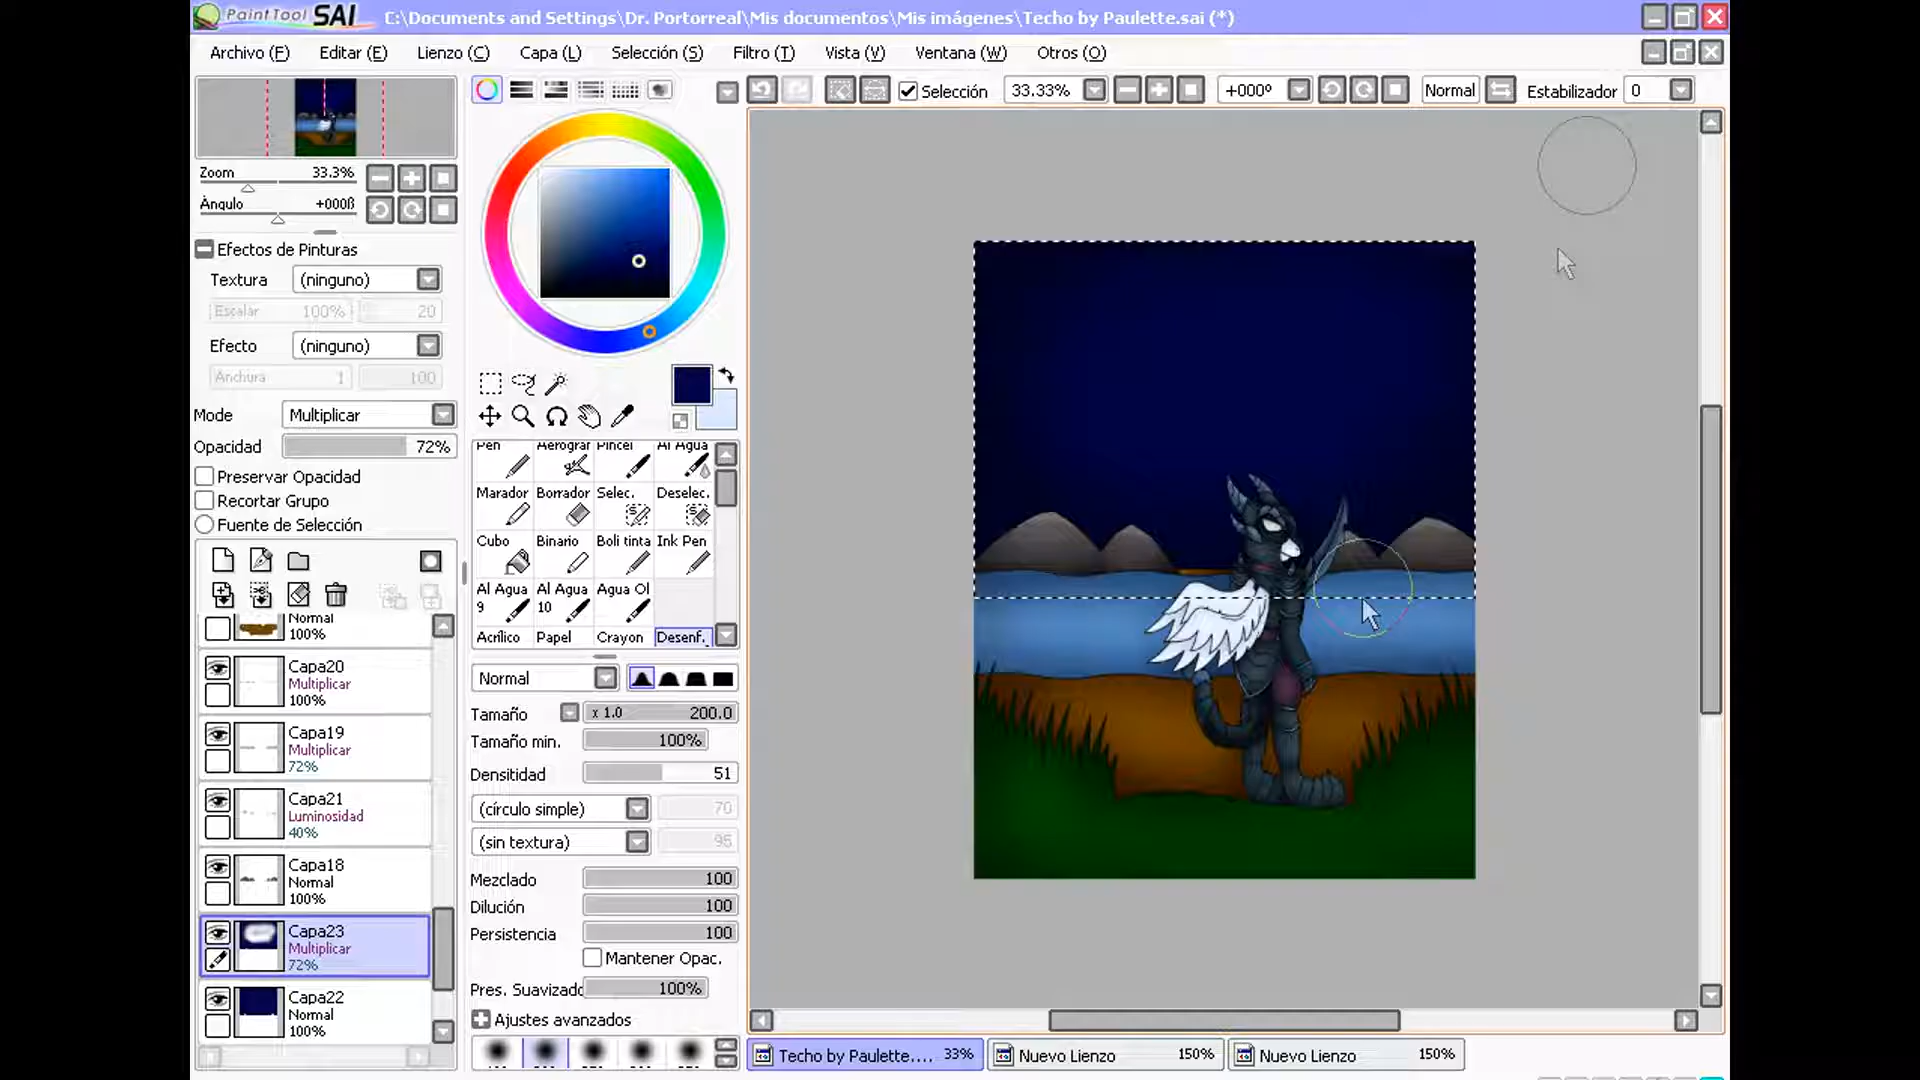 PaintTool SAI C:\Documents and Settings\Dr. Portorreal\Mis documentos\Mis imágenes\Techo by Paulette.sai (*)
Archivo (F) Editar (E) Lienzo (C) Capa (L) Selección (S) Filtro (T) Vista (V) Ventana (W) Otros (O)
Selección 33.33% +000º Normal Estabilizador 0
Zoom 33.3%
Ángulo +000ß
Efectos de Pinturas
Textura (ninguno)
Escalar 100% 20
Efecto (ninguno)
Anchura 1 100
Mode Multiplicar
Opacidad 72%
Preservar Opacidad
Recortar Grupo
Fuente de Selección
Normal
100%
Capa20
Multiplicar
100%
Capa19
Multiplicar
72%
Capa21
Luminosidad
40%
Capa18
Normal
100%
Capa23
Multiplicar
72%
Capa22
Normal
100%
Pen Aerógraf Pincel Al Agua
Marador Borrador Selec. Deselec.
Cubo Binario Boli tinta Ink Pen
Al Agua 9 Al Agua 10 Agua Ol
Acrílico Papel Crayon Desenf.
Normal
Tamaño x 1.0 200.0
Tamaño min. 100%
Densitidad 51
(círculo simple) 70
(sin textura) 95
Mezclado 100
Dilución 100
Persistencia 100
Mantener Opac.
Pres. Suavizado 100%
Ajustes avanzados
Techo by Paulette.... 33% Nuevo Lienzo 150% Nuevo Lienzo 150%